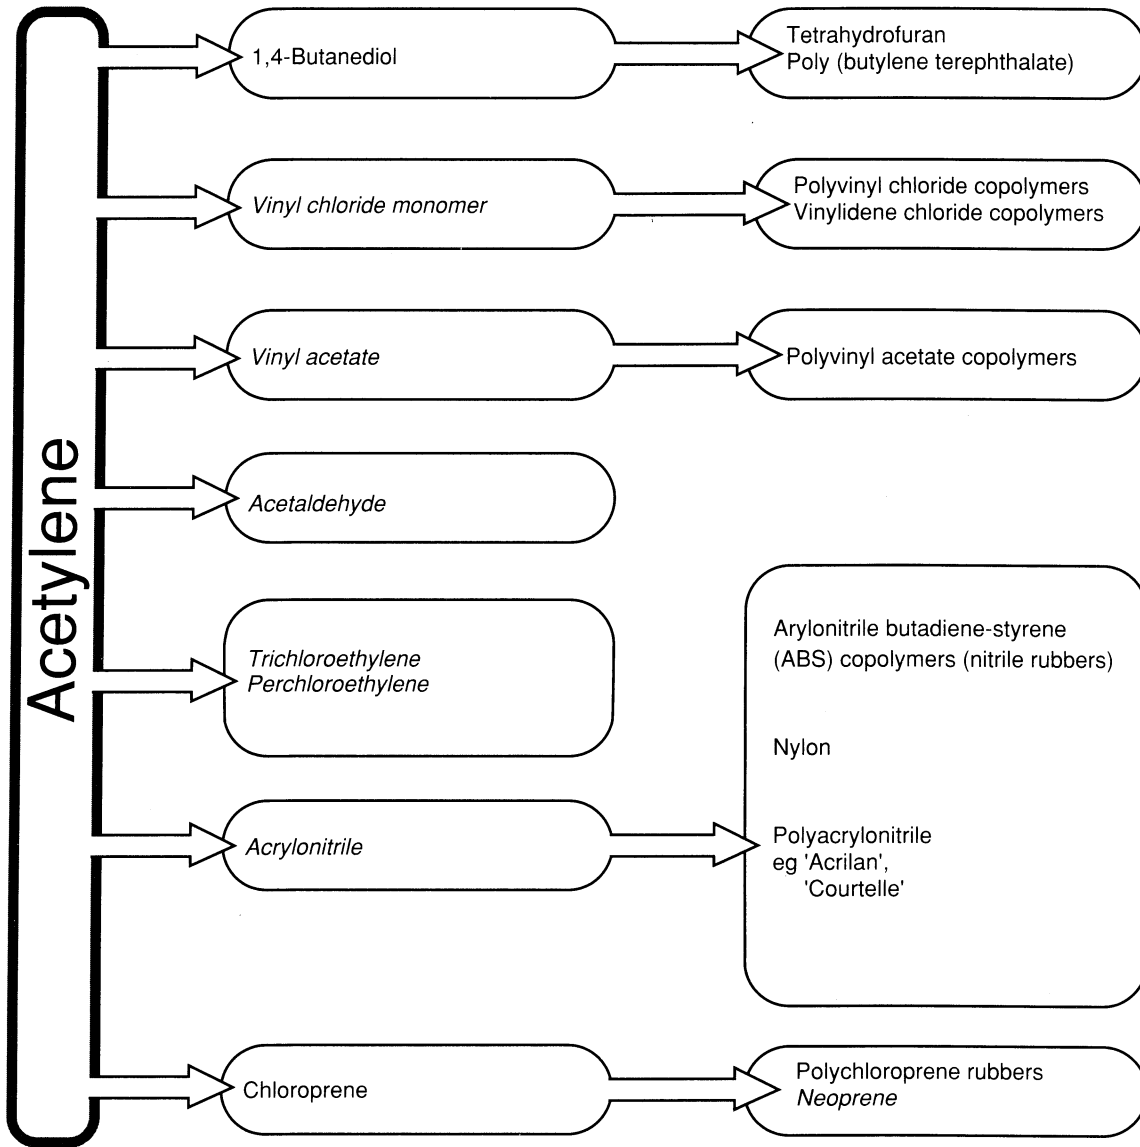 Acetylene
1,4-Butanediol
Tetrahydrofuran
Poly (butylene terephthalate)
Vinyl chloride monomer
Polyvinyl chloride copolymers
Vinylidene chloride copolymers
Vinyl acetate
Polyvinyl acetate copolymers
Acetaldehyde
Trichloroethylene
Perchloroethylene
Acrylonitrile
Arylonitrile butadiene-styrene
(ABS) copolymers (nitrile rubbers)
Nylon
Polyacrylonitrile
eg 'Acrilan',
'Courtelle'
Chloroprene
Polychloroprene rubbers
Neoprene